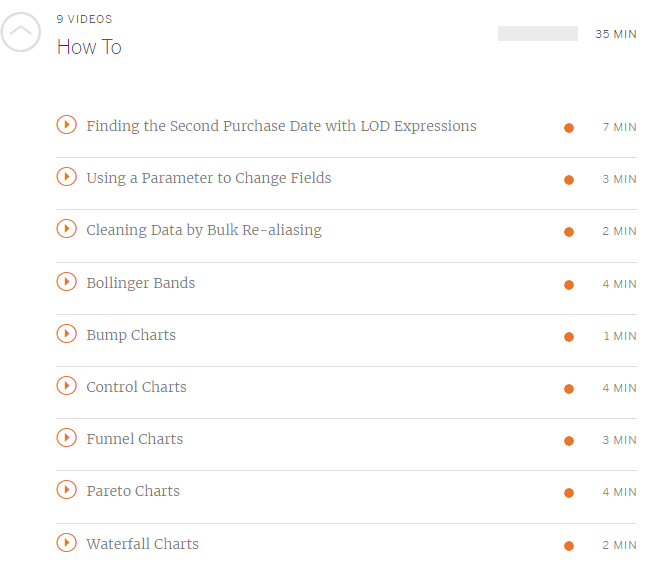 9 VIDEOS
How To
35 MIN
Finding the Second Purchase Date with LOD Expressions 7 MIN
Using a Parameter to Change Fields 3 MIN
Cleaning Data by Bulk Re-aliasing 2 MIN
Bollinger Bands 4 MIN
Bump Charts 1 MIN
Control Charts 4 MIN
Funnel Charts 3 MIN
Pareto Charts 4 MIN
Waterfall Charts 2 MIN